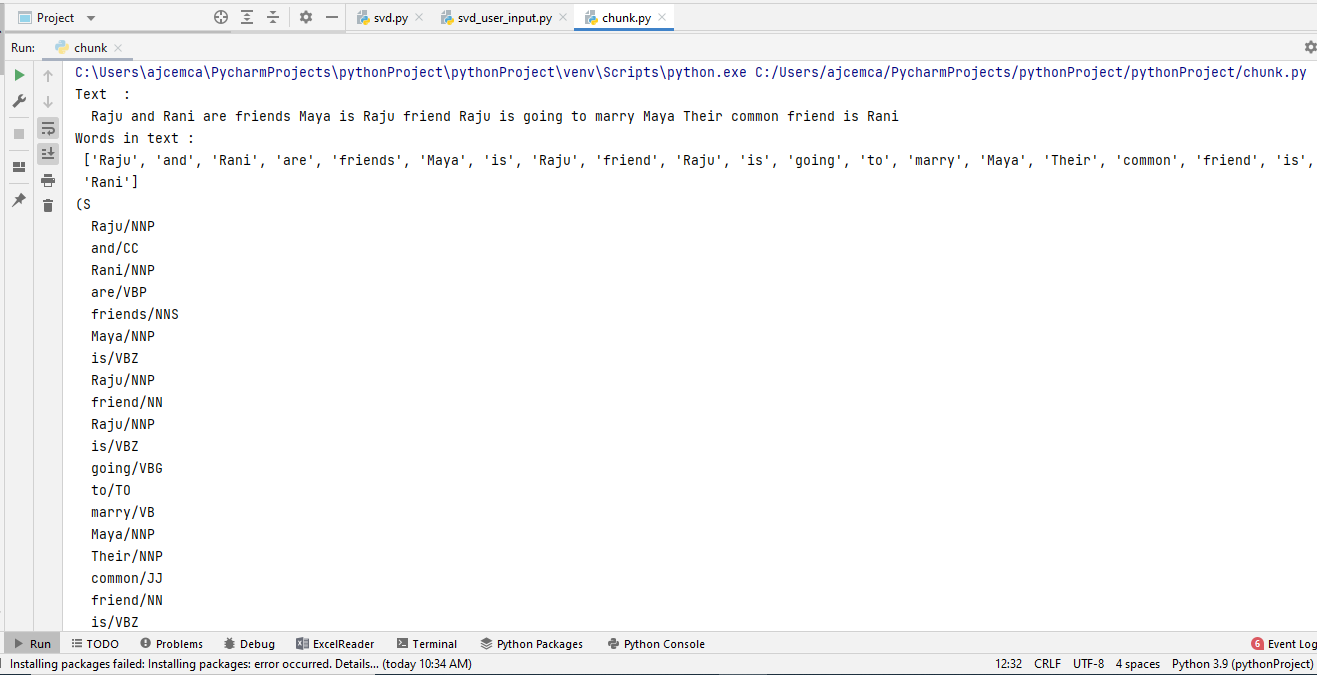 Project svd.py svd_user_input.py chunk.py
Run: chunk
C:\Users\ajcemca\PycharmProjects\pythonProject\pythonProject\venv\Scripts\python.exe C:/Users/ajcemca/PycharmProjects/pythonProject/pythonProject/chunk.py
Text  :
  Raju and Rani are friends Maya is Raju friend Raju is going to marry Maya Their common friend is Rani
Words in text :
 ['Raju', 'and', 'Rani', 'are', 'friends', 'Maya', 'is', 'Raju', 'friend', 'Raju', 'is', 'going', 'to', 'marry', 'Maya', 'Their', 'common', 'friend', 'is',
 'Rani']
(S
  Raju/NNP
  and/CC
  Rani/NNP
  are/VBP
  friends/NNS
  Maya/NNP
  is/VBZ
  Raju/NNP
  friend/NN
  Raju/NNP
  is/VBZ
  going/VBG
  to/TO
  marry/VB
  Maya/NNP
  Their/NNP
  common/JJ
  friend/NN
  is/VBZ
Run TODO Problems Debug ExcelReader Terminal Python Packages Python Console 6 Event Log
Installing packages failed: Installing packages: error occurred. Details... (today 10:34 AM) 12:32 CRLF UTF-8 4 spaces Python 3.9 (pythonProject)